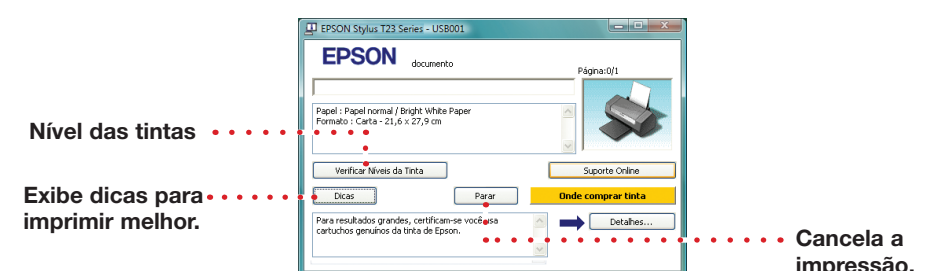 EPSON Stylus T23 Series - USB001
EPSON
documento
Página:0/1
Papel : Papel normal / Bright White Paper
Formato : Carta - 21,6 x 27,9 cm
Nível das tintas
Verificar Níveis da Tinta
Suporte Online
Exibe dicas para
imprimir melhor.
Dicas
Parar
Onde comprar tinta
Para resultados grandes, certificam-se você usa
cartuchos genuínos da tinta de Epson.
Detalhes...
Cancela a
impressão.